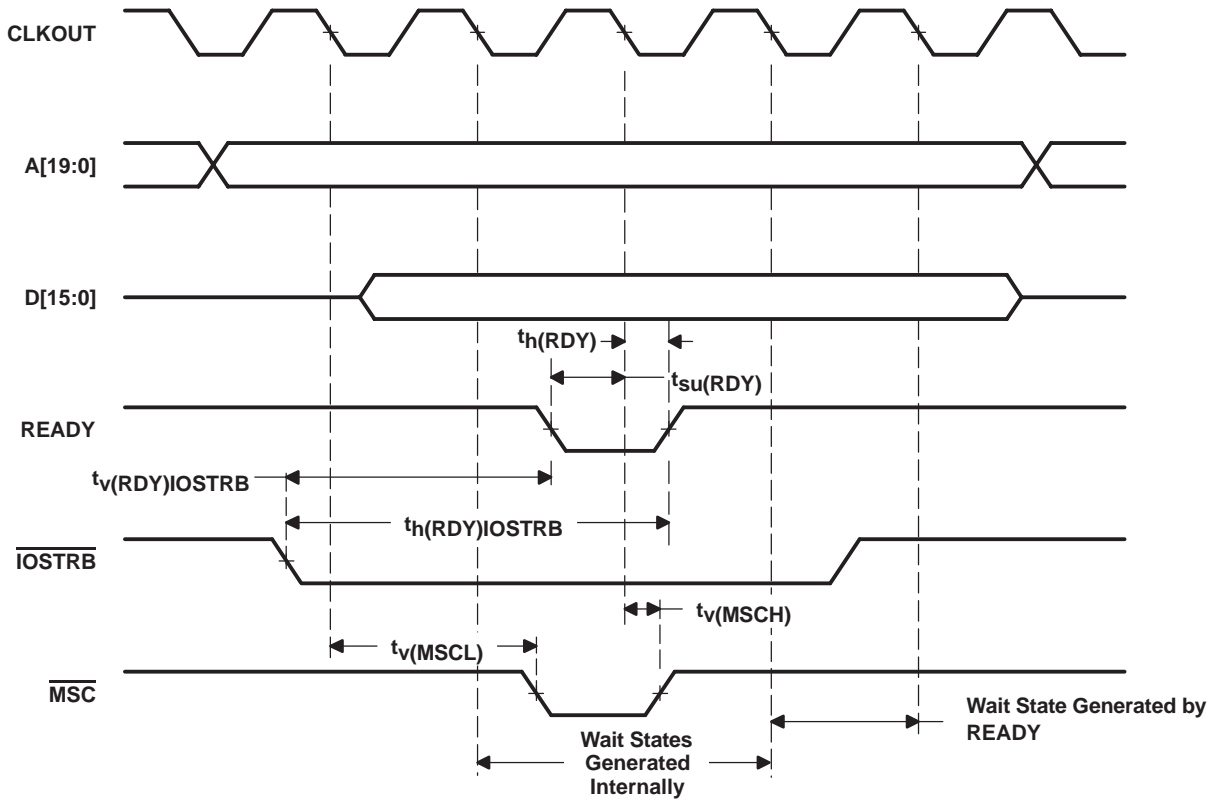 CLKOUT
A[19:0]
D[15:0]
th(RDY)
tsu(RDY)
READY
tv(RDY)IOSTRB
th(RDY)IOSTRB
IOSTRB
tv(MSCH)
tv(MSCL)
MSC
Wait State Generated by
READY
Wait States
Generated
Internally